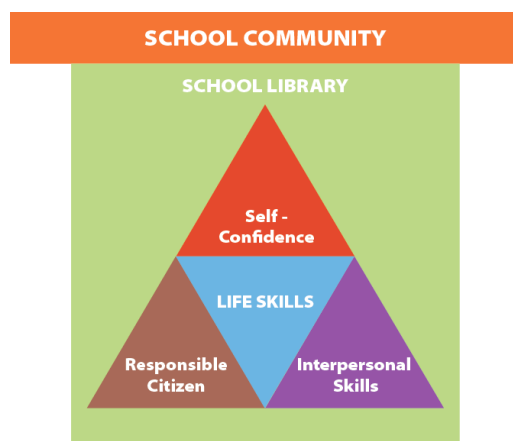 SCHOOL COMMUNITY
SCHOOL LIBRARY
Self -
Confidence
LIFE SKILLS
Responsible
Citizen
Interpersonal
Skills